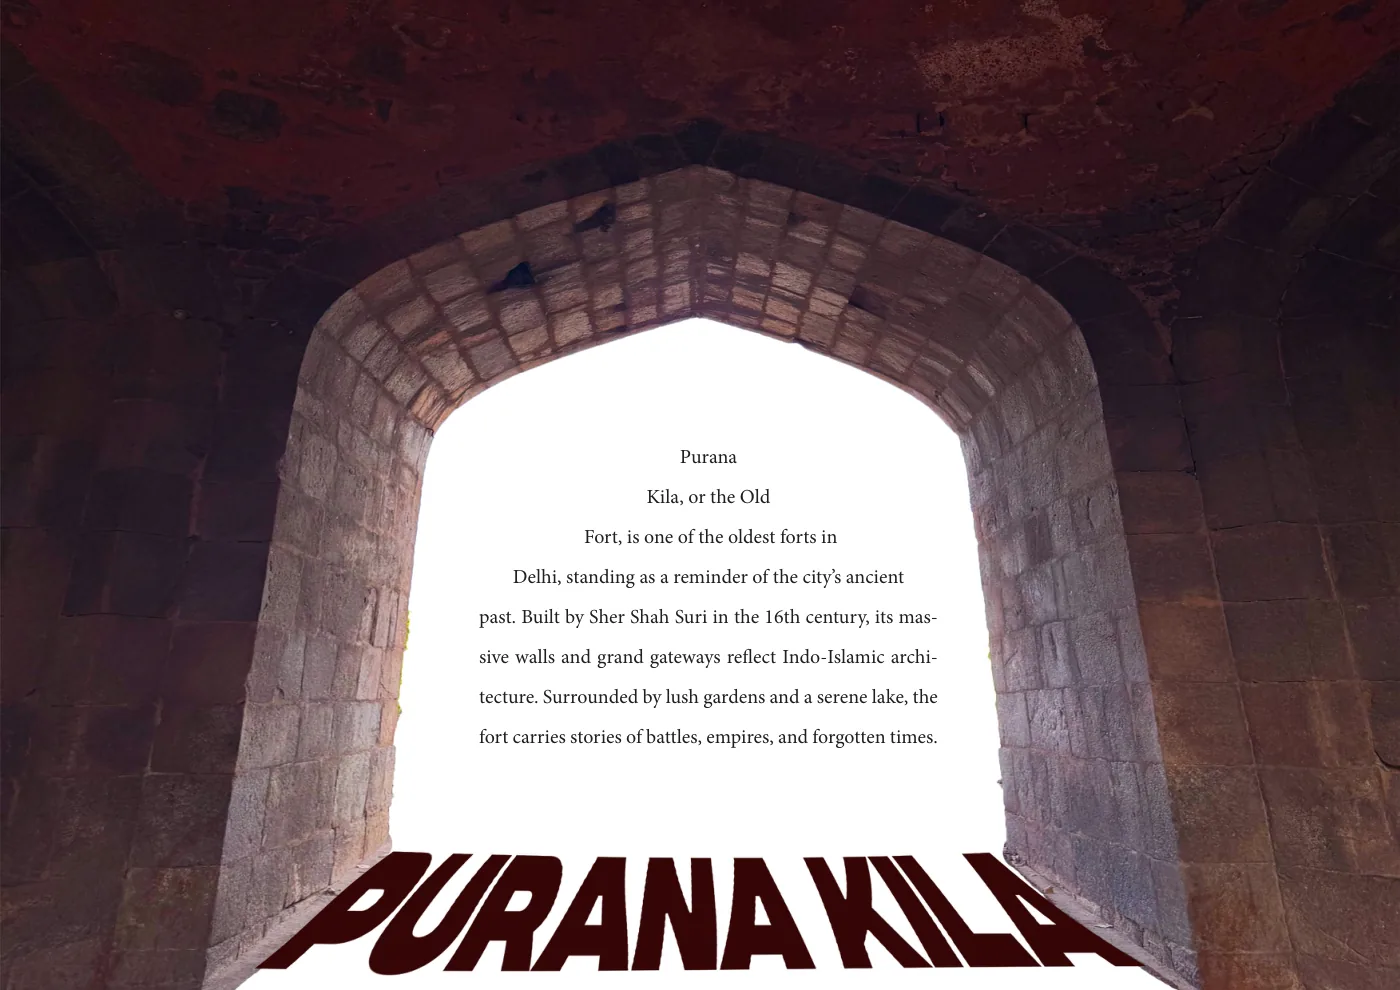 Purana
Kila, or the Old
Fort, is one of the oldest forts in
Delhi, standing as a reminder of the city’s ancient
past. Built by Sher Shah Suri in the 16th century, its mas-
sive walls and grand gateways reflect Indo-Islamic archi-
tecture. Surrounded by lush gardens and a serene lake, the
fort carries stories of battles, empires, and forgotten times.
PURANA KILA